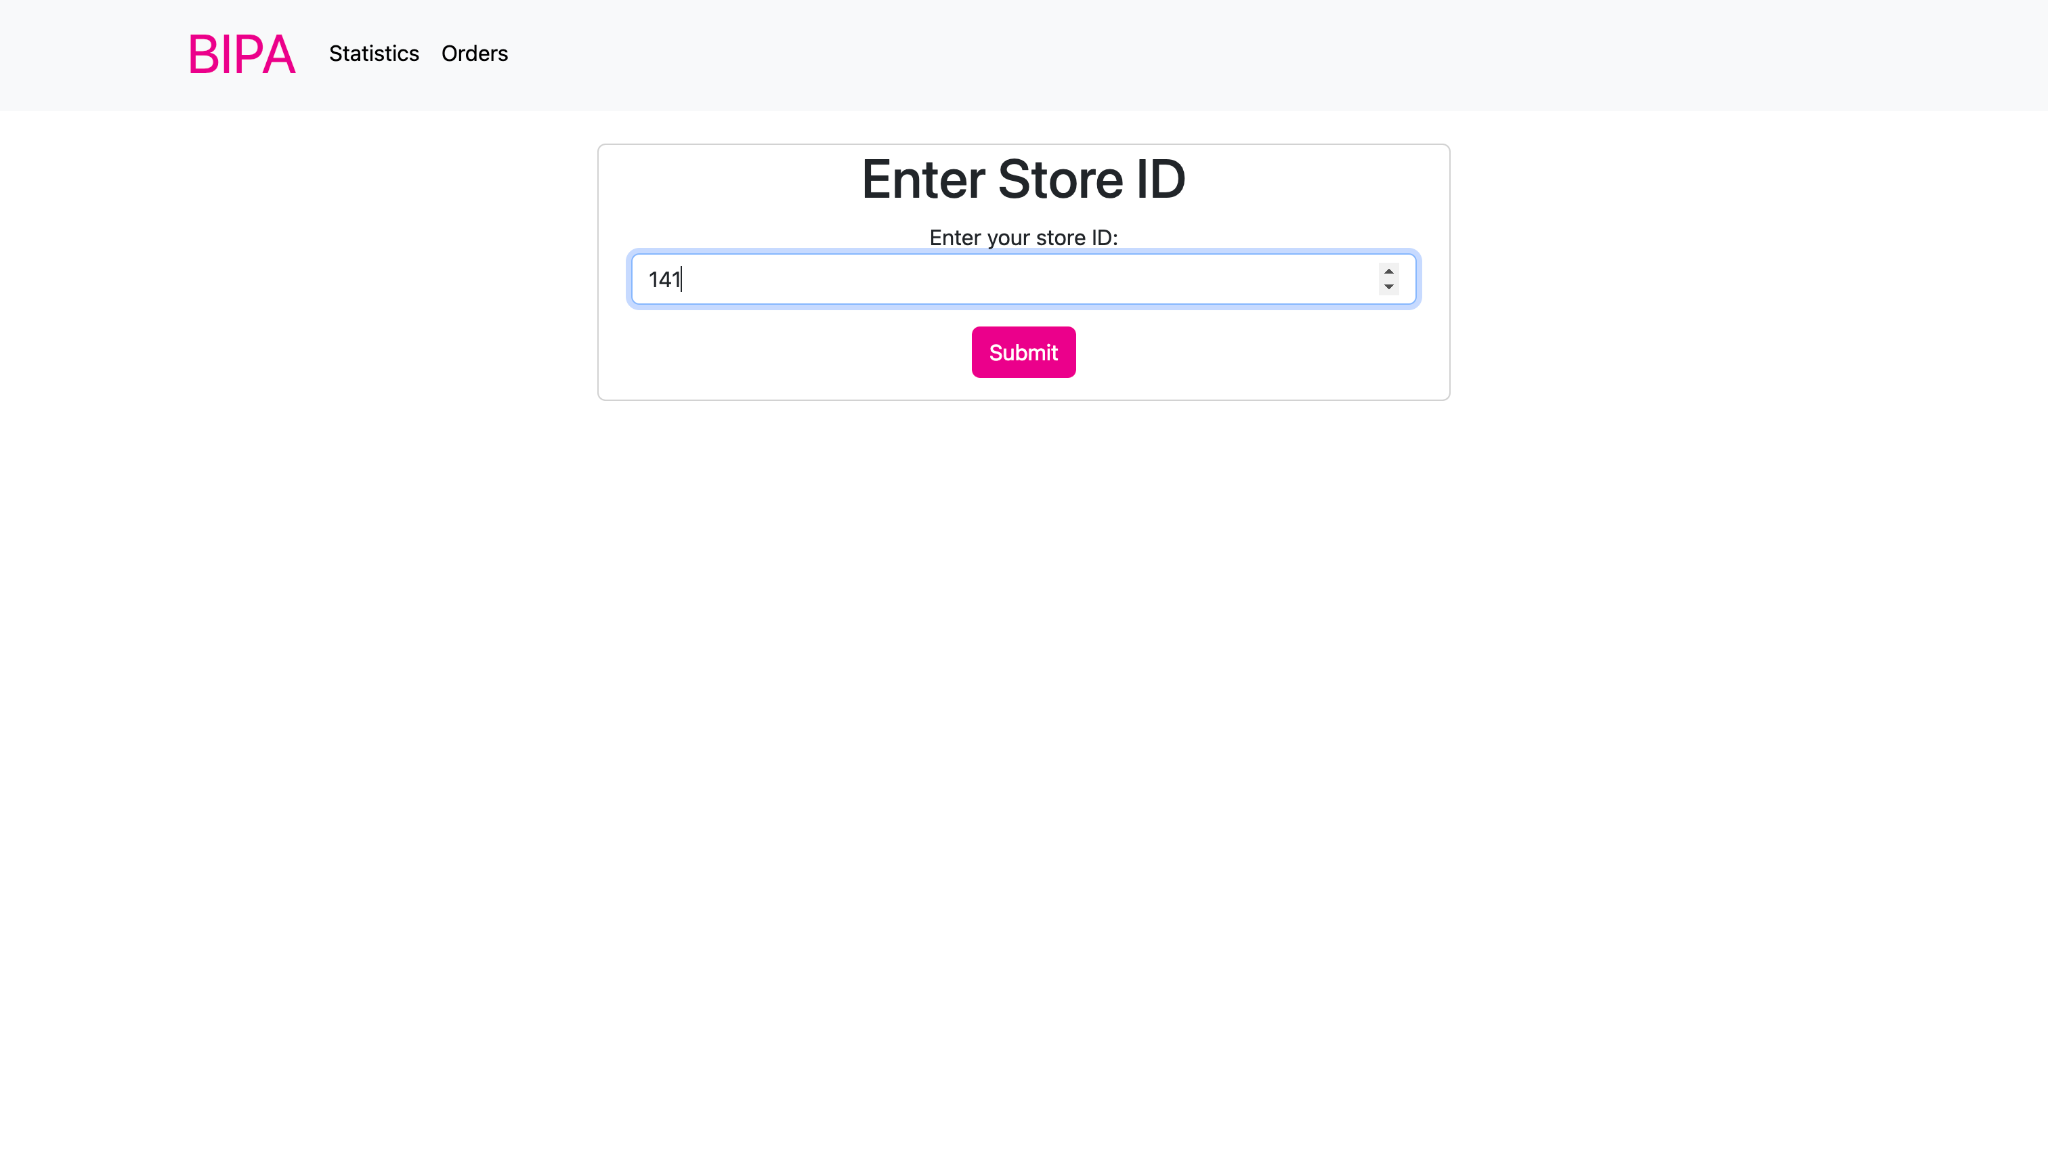 BIPA Statistics Orders
Enter Store ID
Enter your store ID:
141
Submit